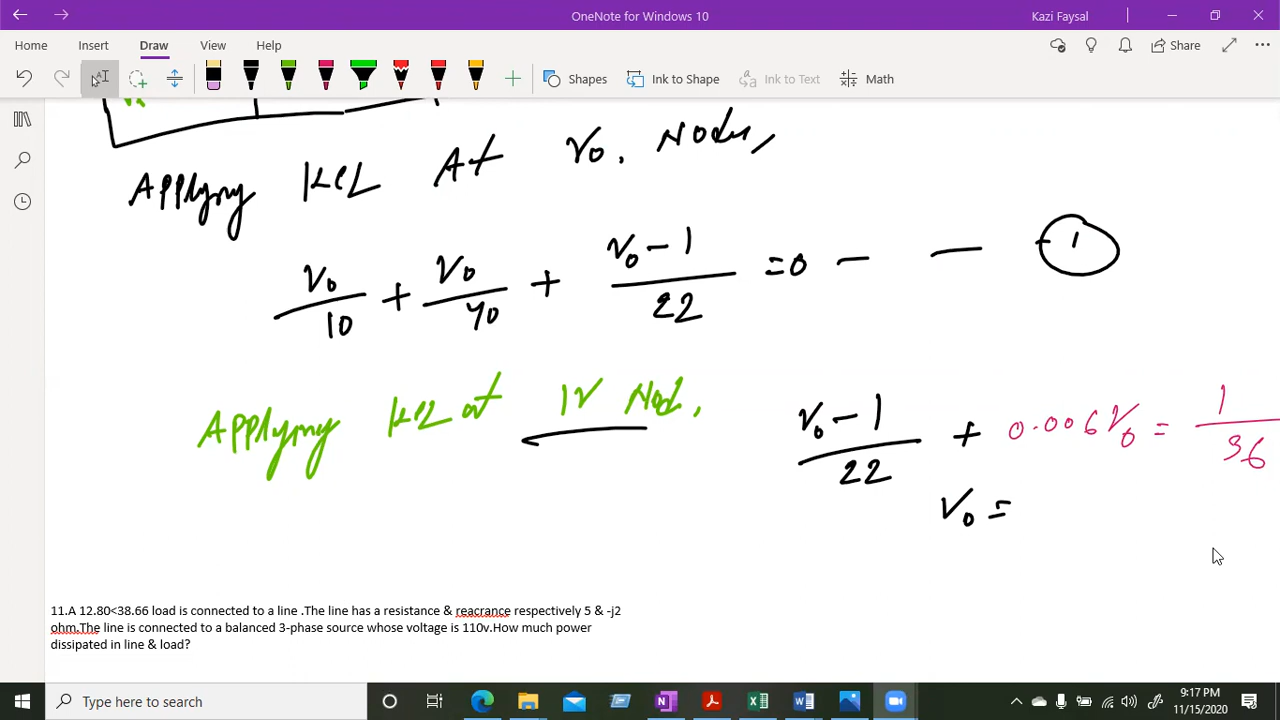 OneNote for Windows 10
Kazi Faysal
Home Insert Draw View Help
Share
Shapes Ink to Shape Ink to Text Math
Applyng KCL At V0. Node,
V0/10 + V0/40 + V0-1/22 = 0 - - 1
Applyng KCL at 1V Nod,
V0-1/22 + 0.006V0 = 1/36
V0 =
11.A 12.80<38.66 load is connected to a line .The line has a resistance & reacrance respectively 5 & -j2
ohm.The line is connected to a balanced 3-phase source whose voltage is 110v.How much power
dissipated in line & load?
Type here to search
9:17 PM
11/15/2020